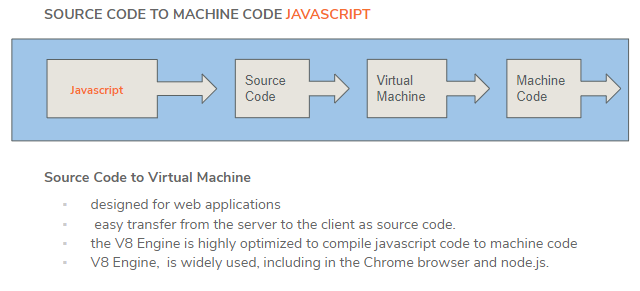 SOURCE CODE TO MACHINE CODE JAVASCRIPT
Javascript
Source
Code
Virtual
Machine
Machine
Code
Source Code to Virtual Machine
designed for web applications
easy transfer from the server to the client as source code.
the V8 Engine is highly optimized to compile javascript code to machine code
V8 Engine,  is widely used, including in the Chrome browser and node.js.